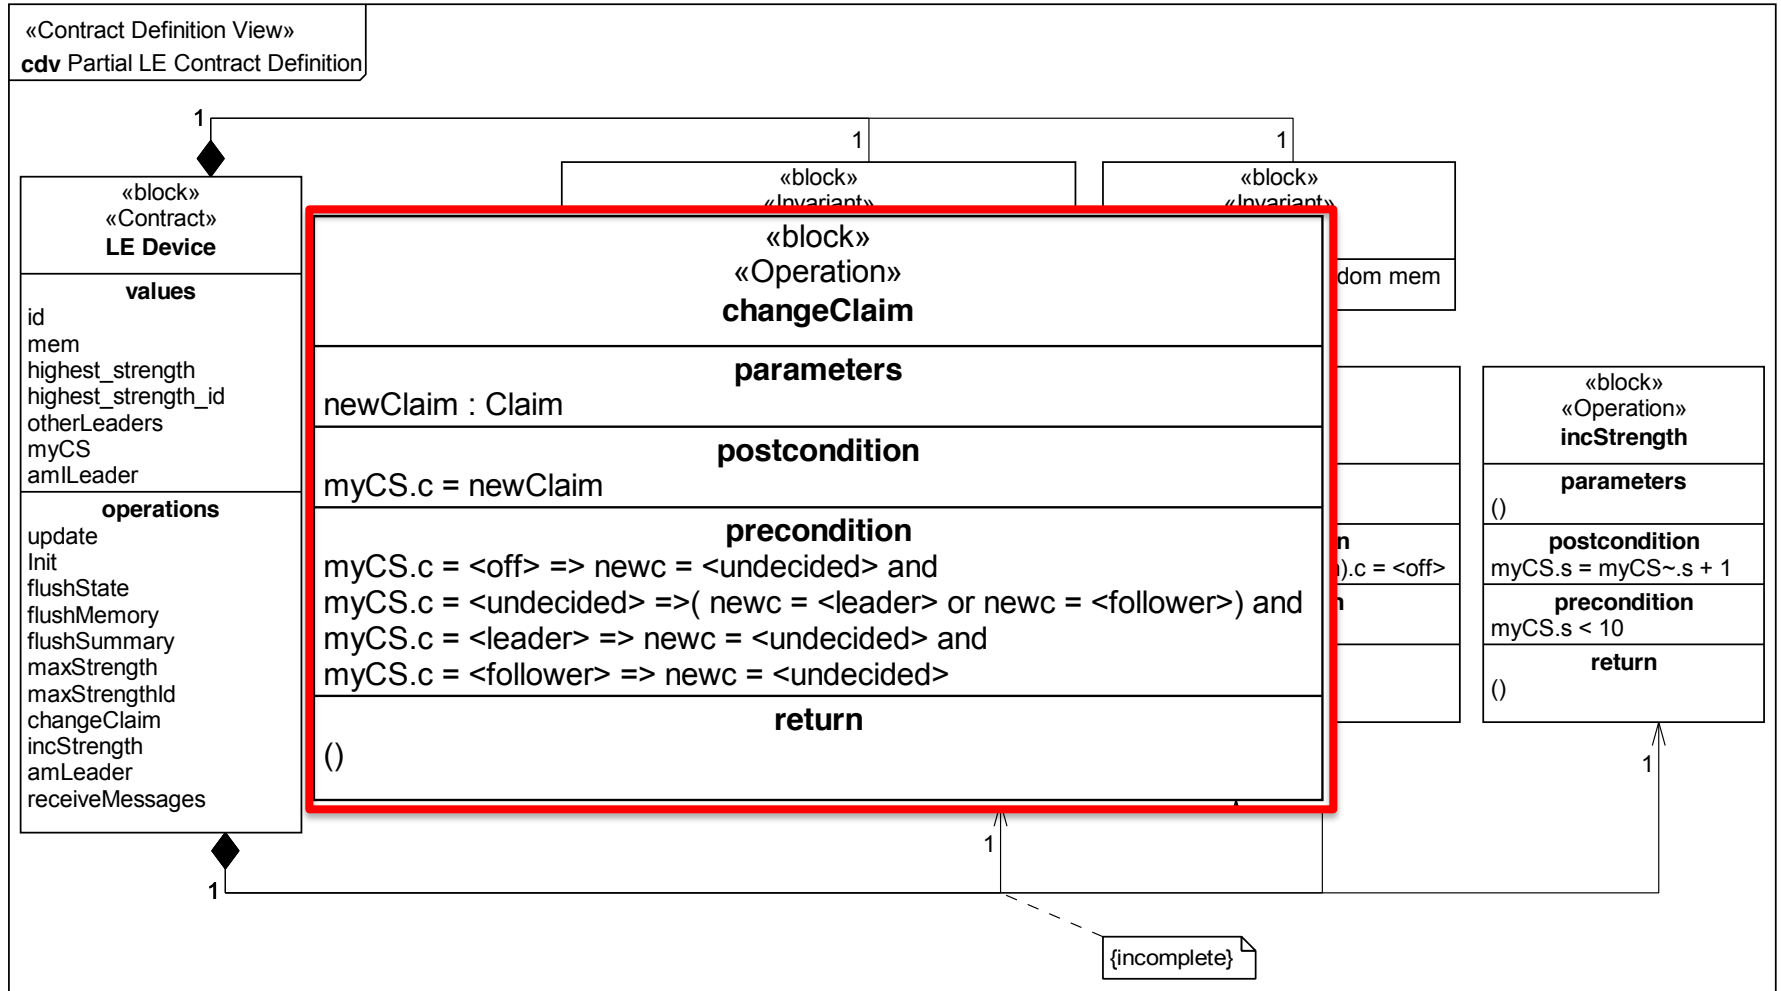 «Contract Definition View»
cdv Partial LE Contract Definition
1
1
1
«block»
«Contract»
LE Device
values
id
mem
highest_strength
highest_strength_id
otherLeaders
myCS
amILeader
operations
update
Init
flushState
flushMemory
flushSummary
maxStrength
maxStrengthId
changeClaim
incStrength
amLeader
receiveMessages
«block»
«Invariant»
«block»
«Invariant»
dom mem
«block»
«Operation»
changeClaim
parameters
newClaim : Claim
postcondition
myCS.c = newClaim
precondition
myCS.c = <off> => newc = <undecided> and
myCS.c = <undecided> =>( newc = <leader> or newc = <follower>) and
myCS.c = <leader> => newc = <undecided> and
myCS.c = <follower> => newc = <undecided>
return
()
n
).c = <off>
«block»
«Operation»
incStrength
parameters
()
postcondition
myCS.s = myCS~.s + 1
precondition
myCS.s < 10
return
()
1
1
1
{incomplete}